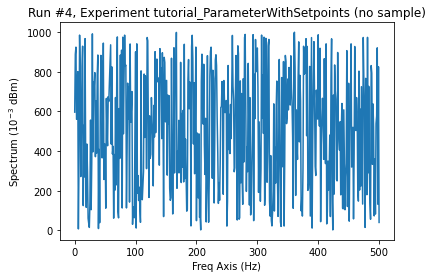 Run #4, Experiment tutorial_ParameterWithSetpoints (no sample)
1000
800
600
400
200
0
Spectrum (10⁻³ dBm)
0 100 200 300 400 500
Freq Axis (Hz)